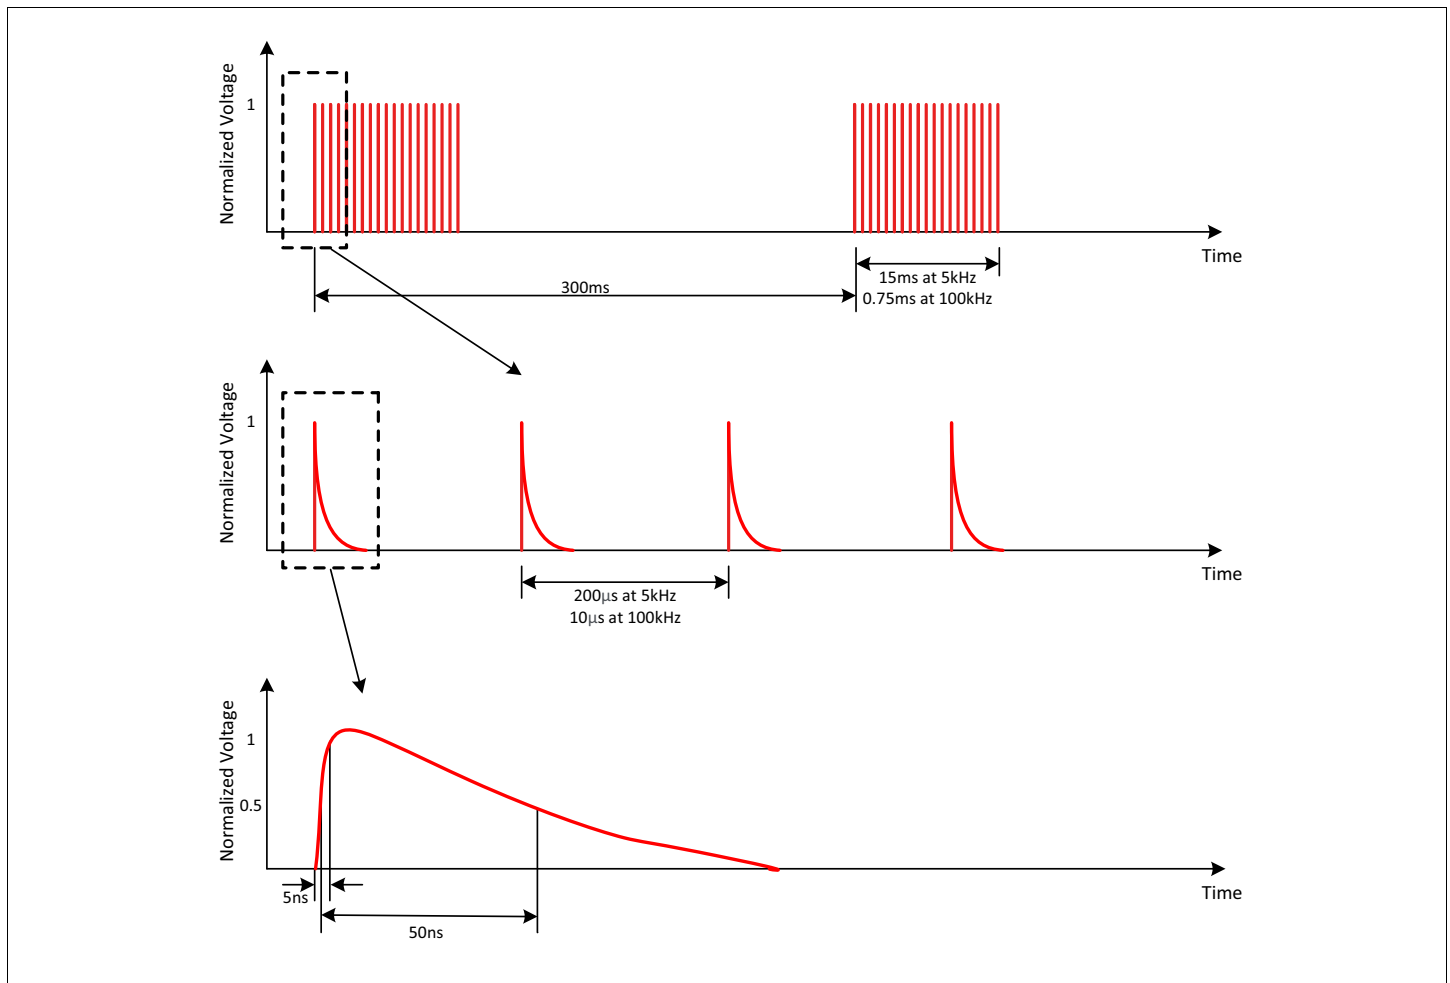 Normalized Voltage
1
Time
300ms
15ms at 5kHz
0.75ms at 100kHz
Normalized Voltage
1
Time
200μs at 5kHz
10μs at 100kHz
Normalized Voltage
1
0.5
Time
5ns
50ns